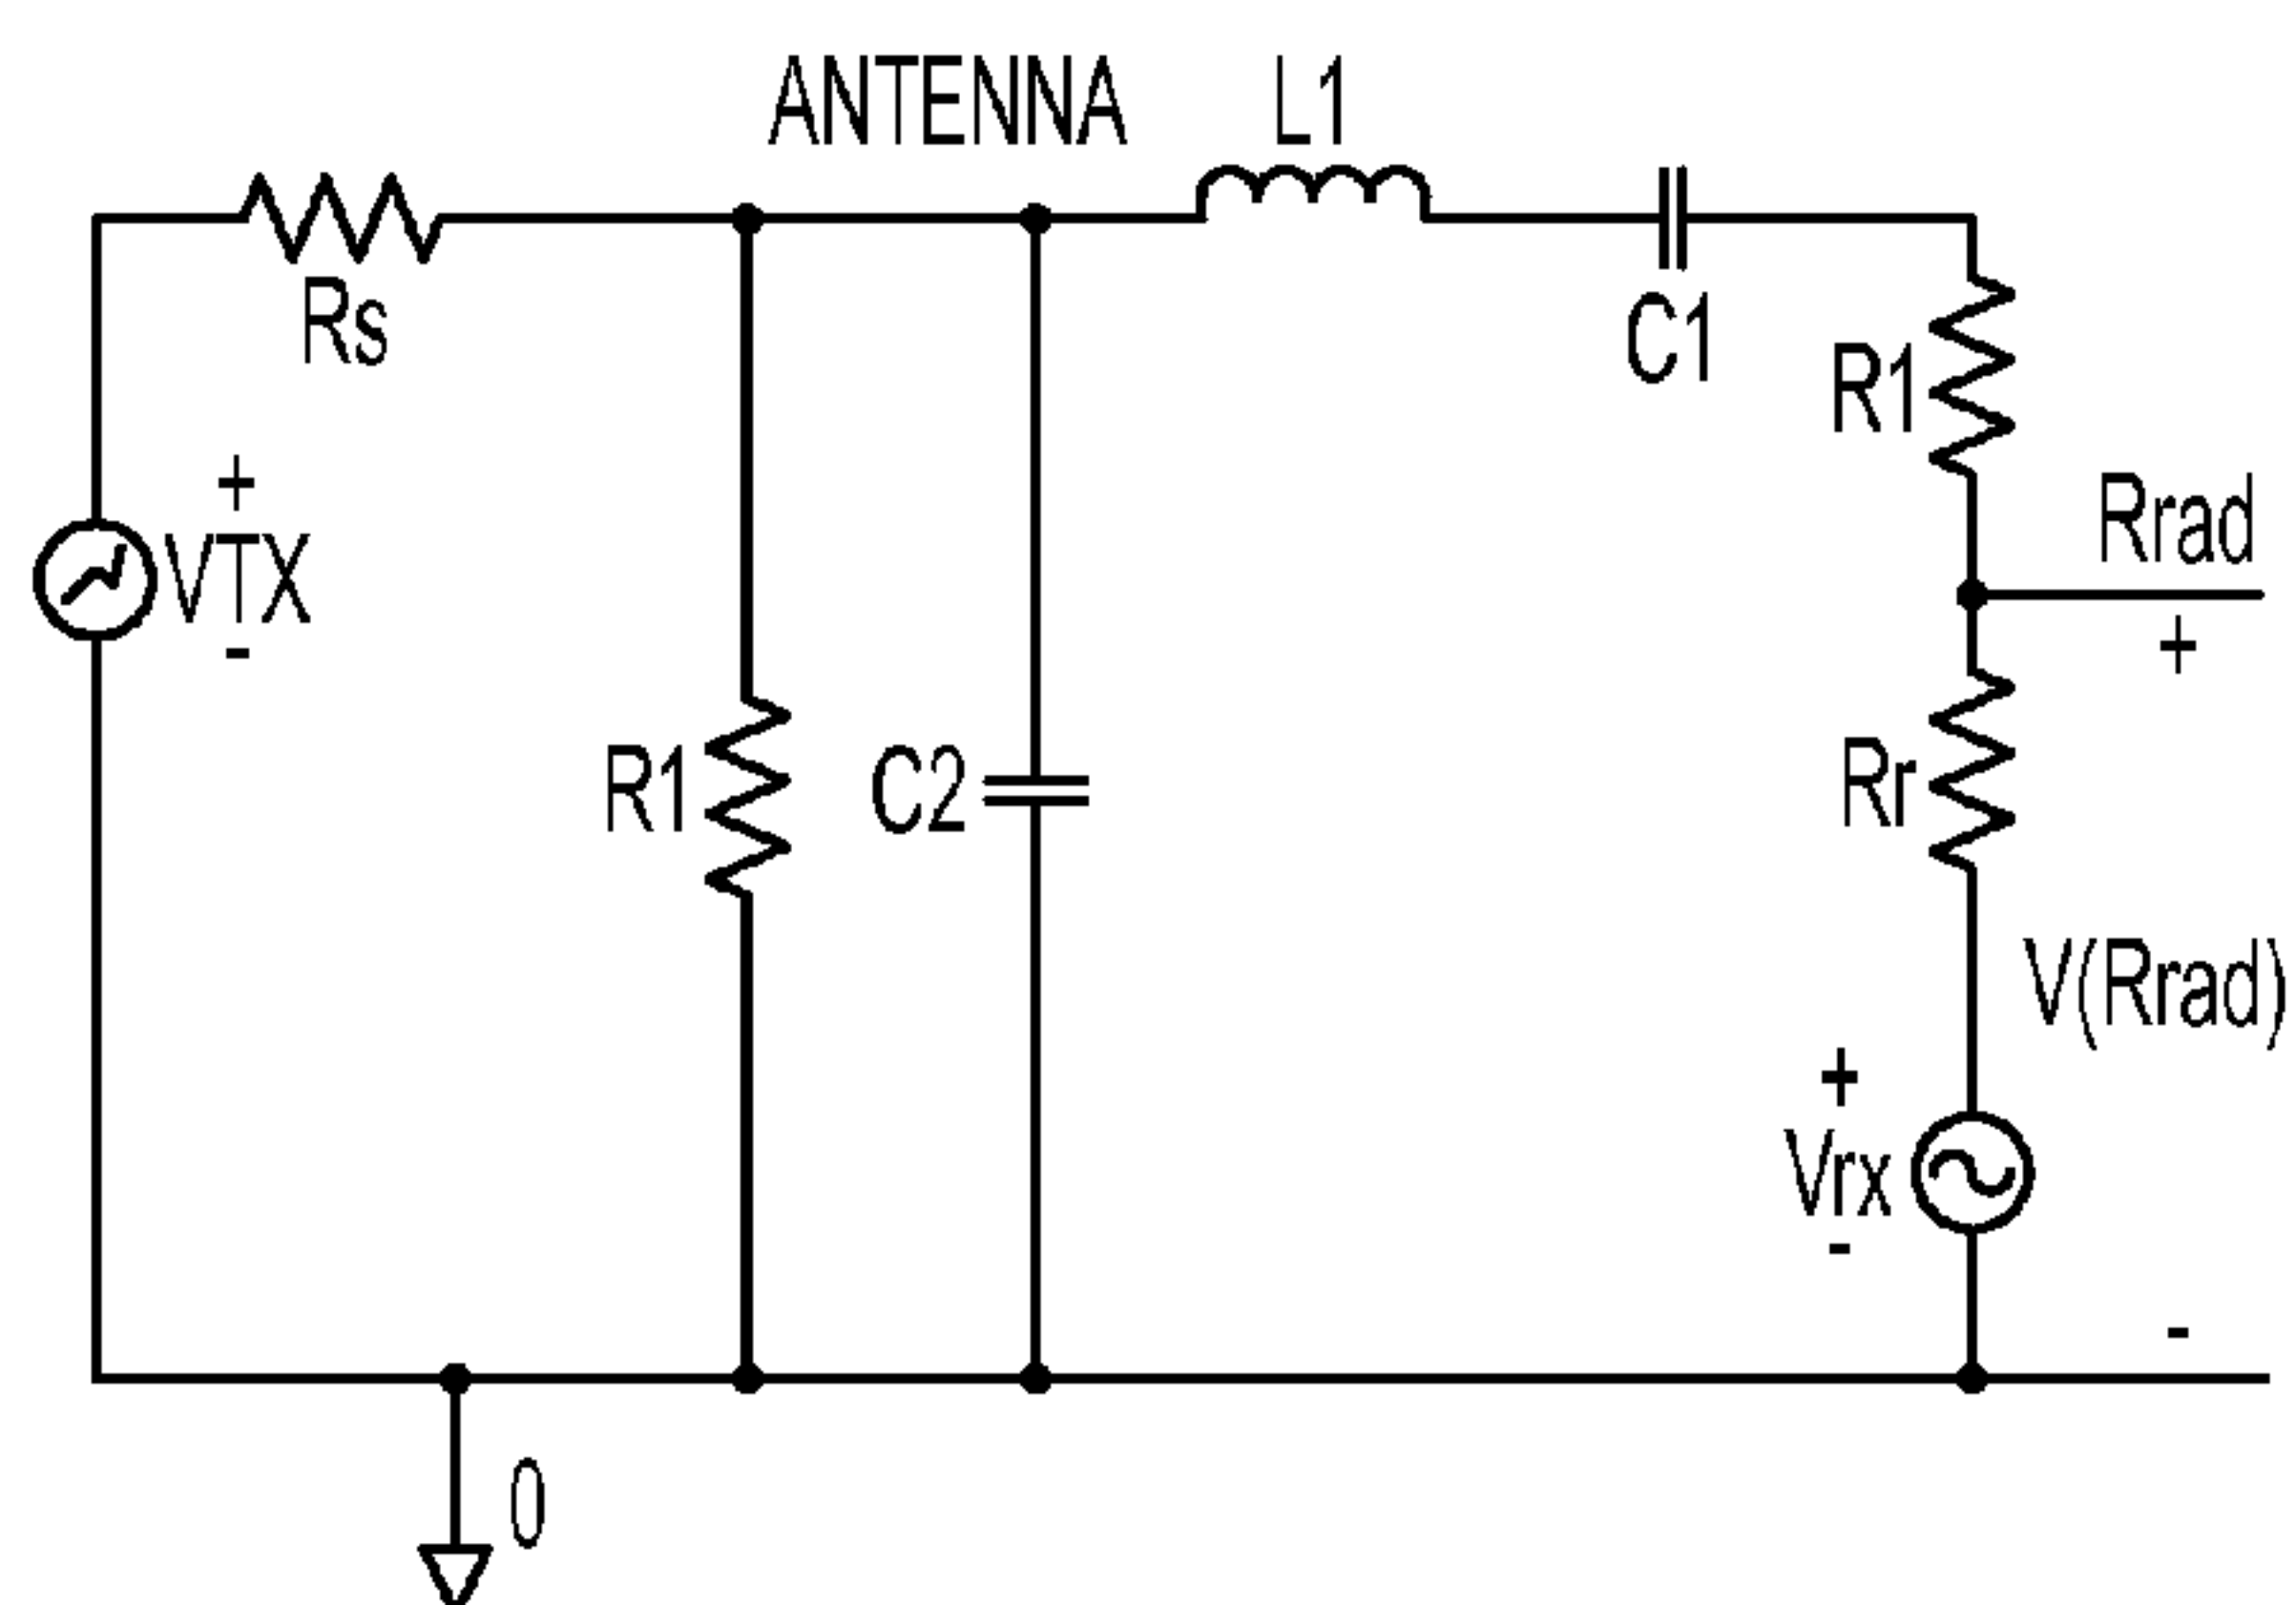 ANTENNA L1
Rs
C1
R1
Rrad
+
VTX
-
+
R1
C2
Rr
V(Rrad)
+
Vrx
-
-
0